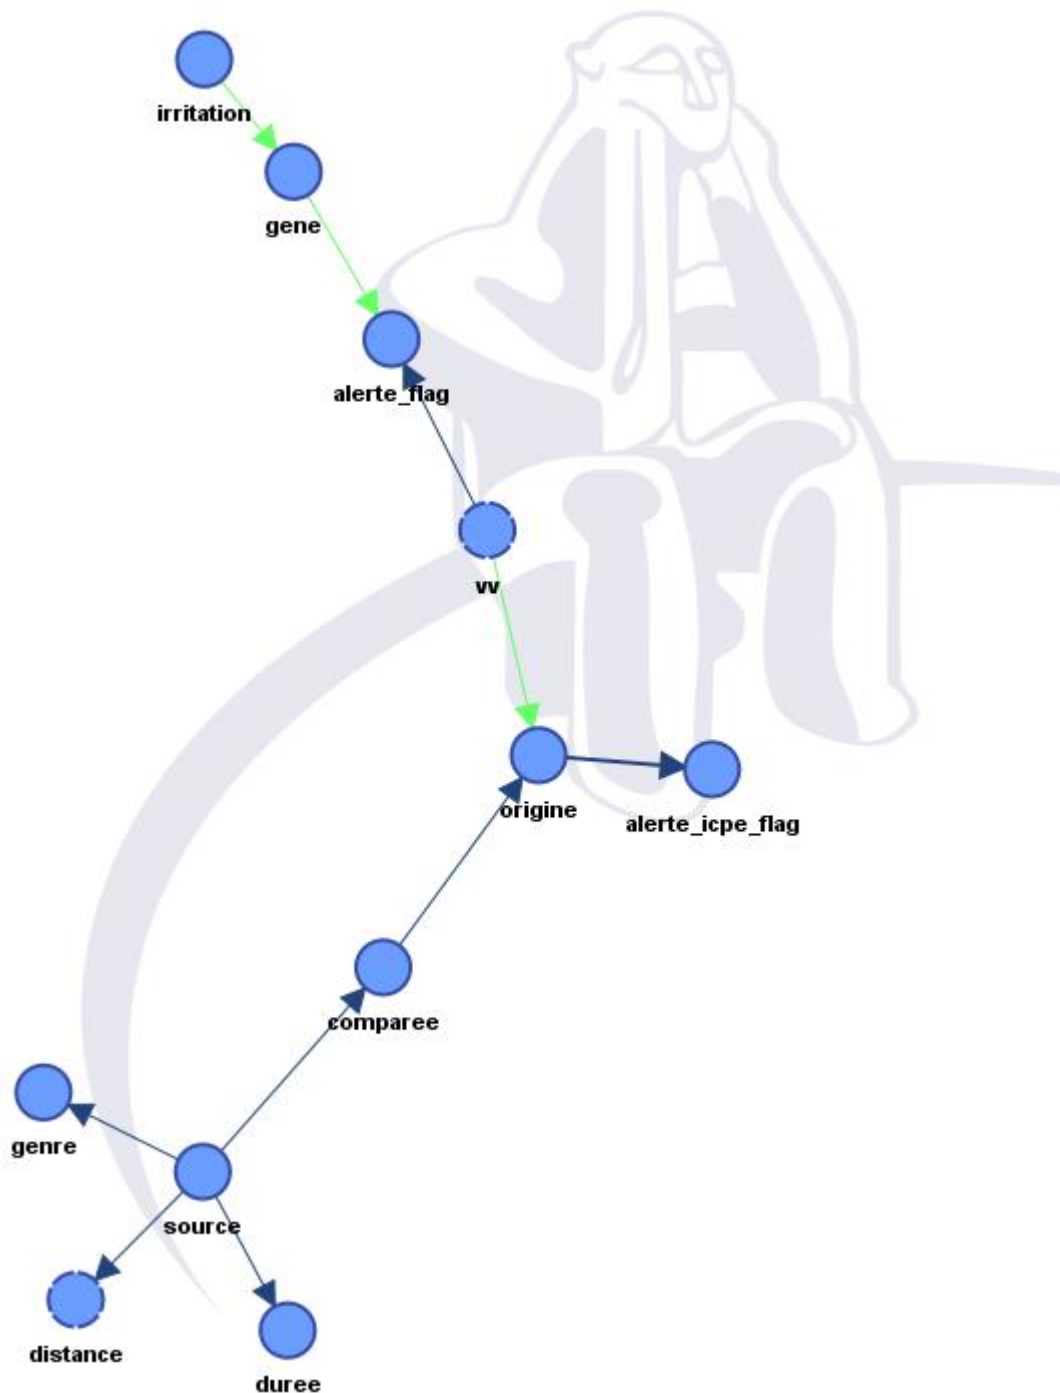 irritation
gene
alerte_flag
vv
origine
alerte_icpe_flag
comparee
genre
source
distance
duree